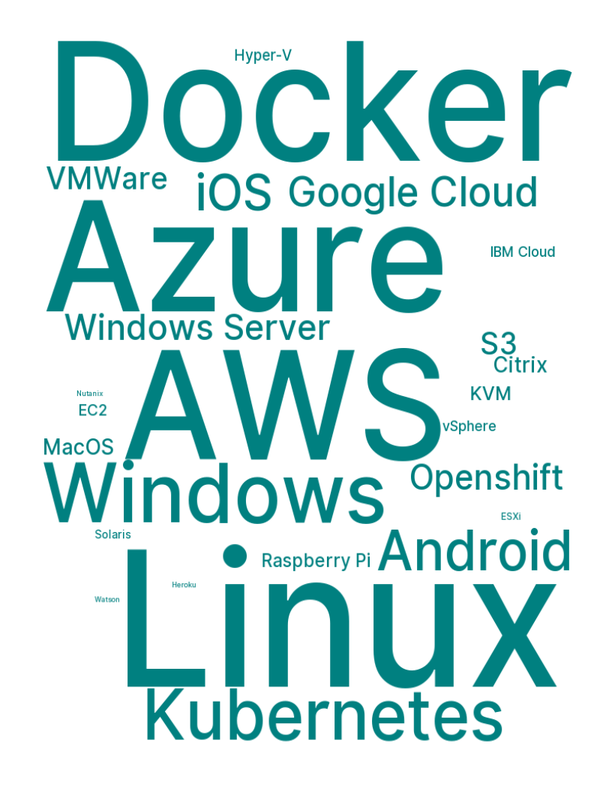 Hyper-V
Docker
VMWare
iOS
Google Cloud
Azure
IBM Cloud
Windows Server
S3
Citrix
AWS
Nutanix
KVM
EC2
vSphere
MacOS
Windows
Openshift
ESXi
Solaris
Raspberry Pi
Android
Heroku
Watson
Linux
Kubernetes